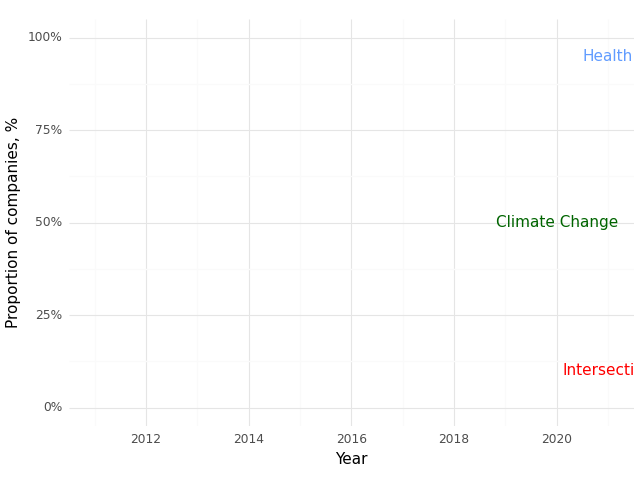 100%
Health
75%
Proportion of companies, %
50%
Climate Change
25%
Intersecti
0%
2012 2014 2016 2018 2020
Year